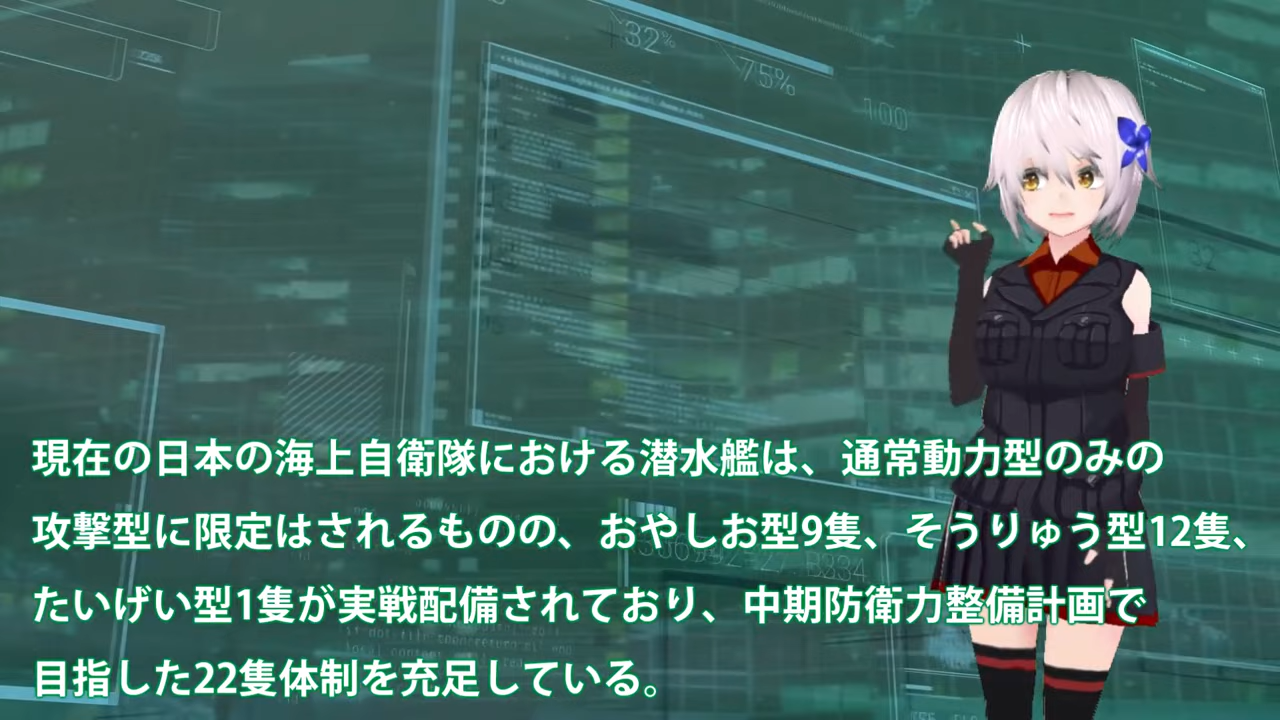 32%
75%
100
32
現在の日本の海上自衛隊における潜水艦は、通常動力型のみの
攻撃型に限定はされるものの、おやしお型9隻、そうりゅう型12隻、
たいげい型1隻が実戦配備されており、中期防衛力整備計画で
目指した22隻体制を充足している。